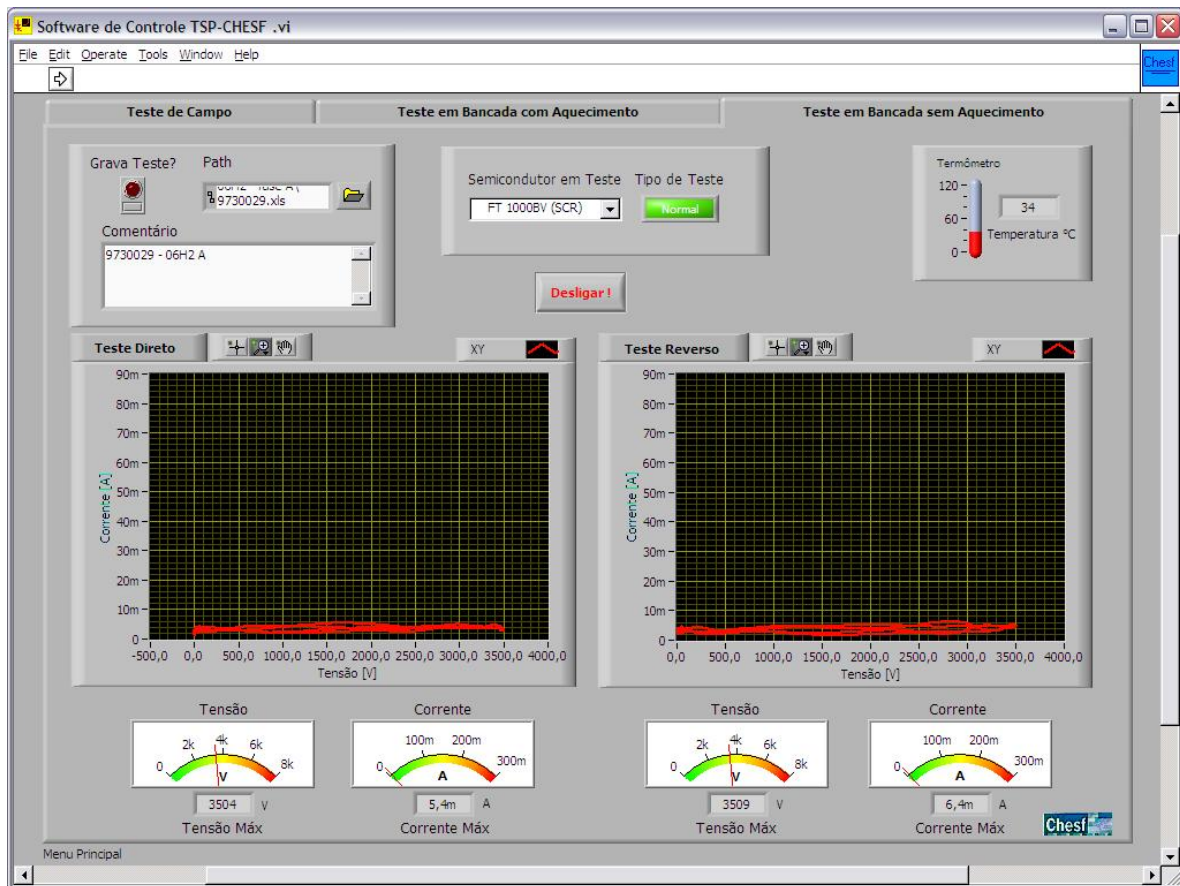 Software de Controle TSP-CHESF .vi
File Edit Operate Tools Window Help
Chesf
Teste de Campo
Teste em Bancada com Aquecimento
Teste em Bancada sem Aquecimento
Grava Teste? Path
9730029.xls
Comentário
9730029 - 06H2 A
Semicondutor em Teste Tipo de Teste
FT 1000BV (SCR) Normal
Desligar !
Termômetro
120
60
0
34
Temperatura ºC
Teste Direto
XY
90m
80m
70m
60m
50m
40m
30m
20m
10m
0
Corrente [A]
-500,0 0,0 500,0 1000,0 1500,0 2000,0 2500,0 3000,0 3500,0 4000,0
Tensão [V]
Teste Reverso
XY
90m
80m
70m
60m
50m
40m
30m
20m
10m
0
Corrente [A]
0,0 500,0 1000,0 1500,0 2000,0 2500,0 3000,0 3500,0 4000,0
Tensão [V]
Tensão
0 2k 4k 6k 8k
V
3504 V
Tensão Máx
Corrente
0 100m 200m 300m
A
5,4m A
Corrente Máx
Tensão
0 2k 4k 6k 8k
V
3509 V
Tensão Máx
Corrente
0 100m 200m 300m
A
6,4m A
Corrente Máx
Chesf
Menu Principal